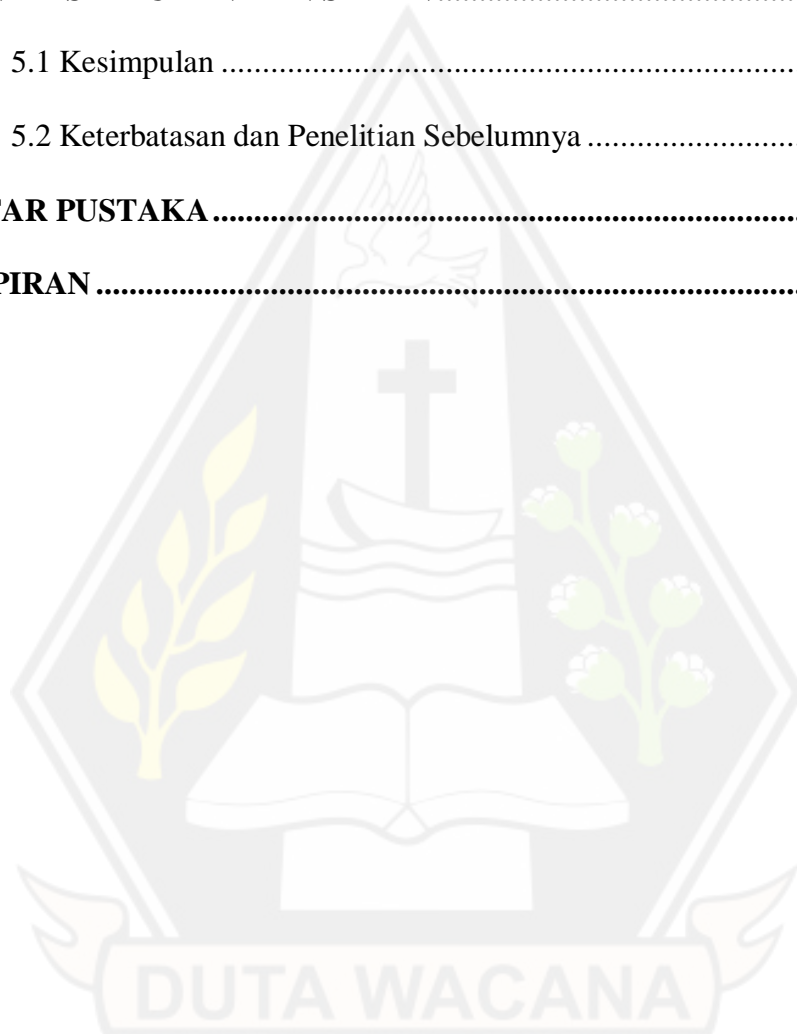 5.1 Kesimpulan ......................................................................
5.2 Keterbatasan dan Penelitian Sebelumnya ..........................
TAR PUSTAKA.......................................................................
PIRAN .....................................................................................
DUTA WACANA